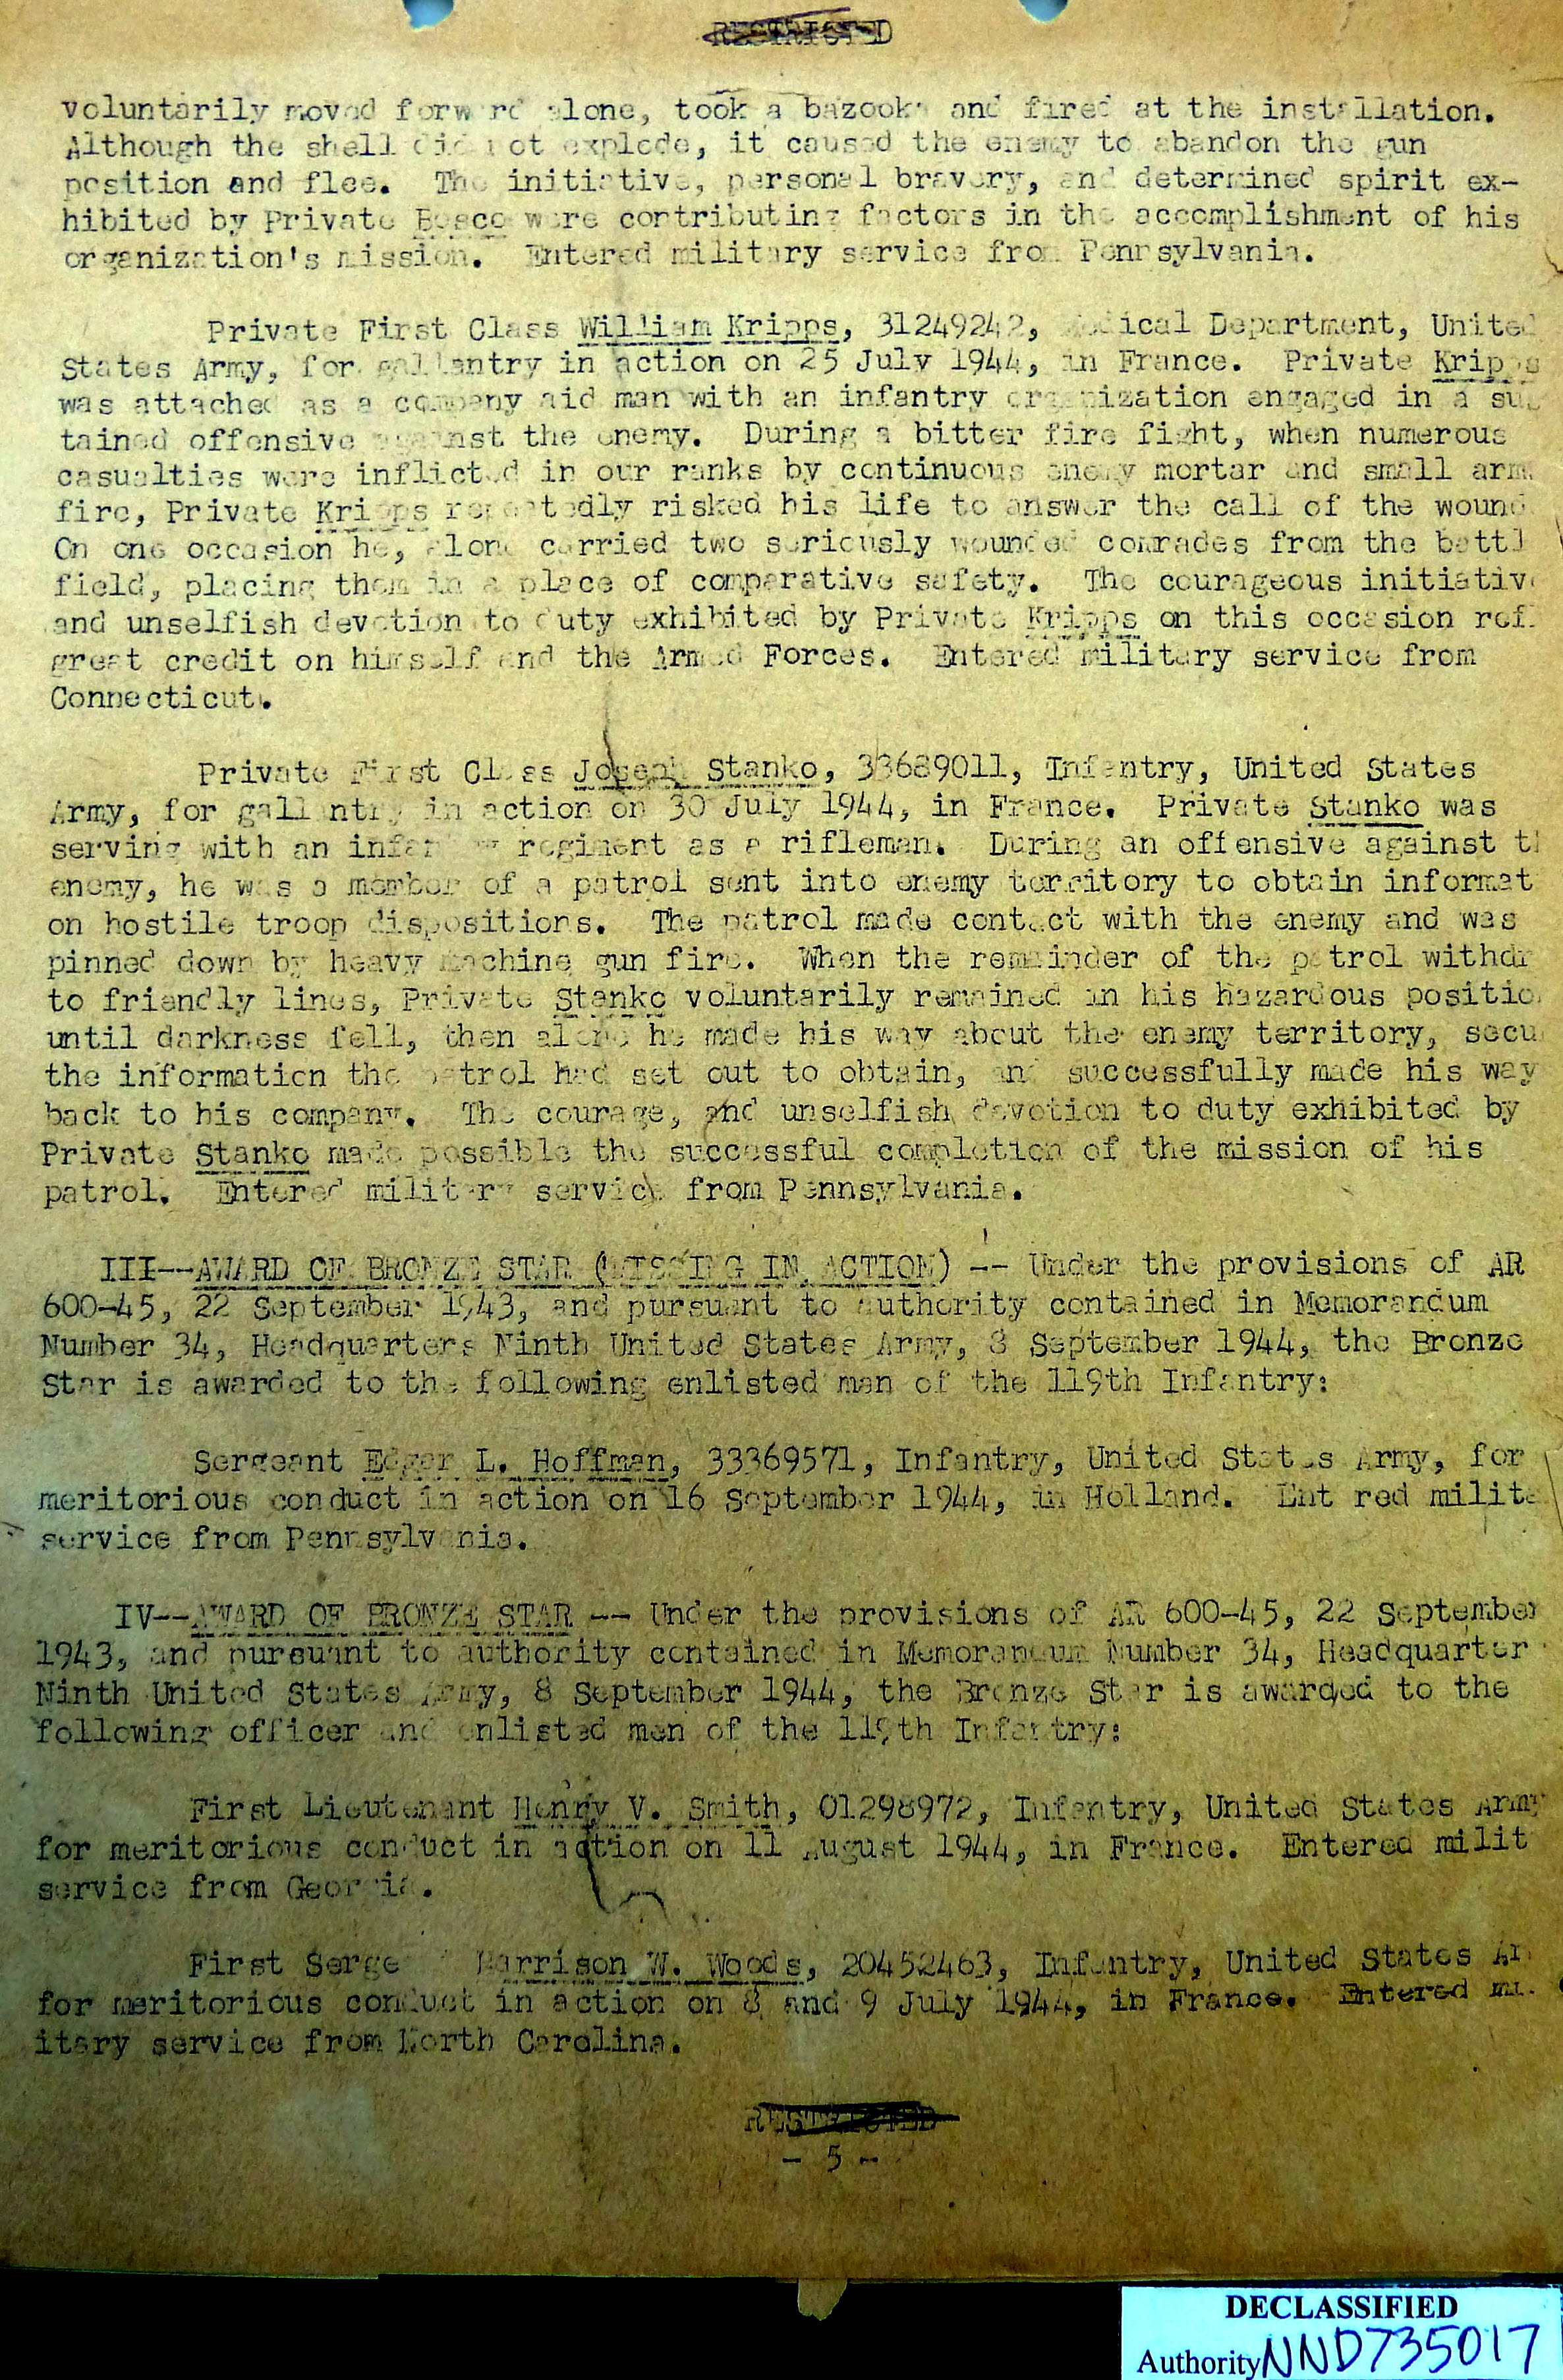 RESTRICTED
voluntarily moved forward alone, took a bazooka and fired at the installation.
Although the shell did not explode, it caused the enemy to abandon the gun
position and flee. The initiative, personal bravery, and determined spirit ex-
hibited by Private Bosco were contributing factors in the accomplishment of his
organization's mission. Entered military service from Pennsylvania.
Private First Class William Kripps, 31249242, Medical Department, United
States Army, for gallantry in action on 25 July 1944, in France. Private Kripps
was attached as a company aid man with an infantry organization engaged in a sus
tained offensive against the enemy. During a bitter fire fight, when numerous
casualties were inflicted in our ranks by continuous enemy mortar and small arm
fire, Private Kripps repeatedly risked his life to answer the call of the wound
On one occasion he, alone carried two seriously wounded comrades from the battl
field, placing them in a place of comparative safety. The courageous initiative
and unselfish devotion to duty exhibited by Private Kripps on this occasion refl
great credit on himself and the Armed Forces. Entered military service from
Connecticut.
Private First Class Joseph Stanko, 33689011, Infantry, United States
Army, for gallantry in action on 30 July 1944, in France. Private Stanko was
serving with an infantry regiment as a rifleman. During an offensive against th
enemy, he was a member of a patrol sent into enemy territory to obtain informat
on hostile troop dispositions. The patrol made contact with the enemy and was
pinned down by heavy machine gun fire. When the remainder of the patrol withdr
to friendly lines, Private Stanko voluntarily remained in his hazardous positio
until darkness fell, then alone he made his way about the enemy territory, secu
the information the patrol had set out to obtain, and successfully made his way
back to his company. The courage, and unselfish devotion to duty exhibited by
Private Stanko made possible the successful completion of the mission of his
patrol. Entered military service from Pennsylvania.
III--AWARD OF BRONZE STAR (MISSING IN ACTION) -- Under the provisions of AR
600-45, 22 September 1943, and pursuant to authority contained in Memorandum
Number 34, Headquarters Ninth United States Army, 8 September 1944, the Bronze
Star is awarded to the following enlisted man of the 119th Infantry:
Sergeant Edgar L. Hoffman, 33369571, Infantry, United States Army, for
meritorious conduct in action on 16 September 1944, in Holland. Entered milita
service from Pennsylvania.
IV--AWARD OF BRONZE STAR -- Under the provisions of AR 600-45, 22 September
1943, and pursuant to authority contained in Memorandum Number 34, Headquarter
Ninth United States Army, 8 September 1944, the Bronze Star is awarded to the
following officer and enlisted men of the 119th Infantry:
First Lieutenant Henry V. Smith, 01298972, Infantry, United States Army
for meritorious conduct in action on 11 August 1944, in France. Entered milit
service from Georgia.
First Sergeant Harrison W. Woods, 20452463, Infantry, United States Ar
for meritorious conduct in action on 8 and 9 July 1944, in France. Entered mi
itary service from North Carolina.
RESTRICTED
- 5 -
DECLASSIFIED
Authority NND735017